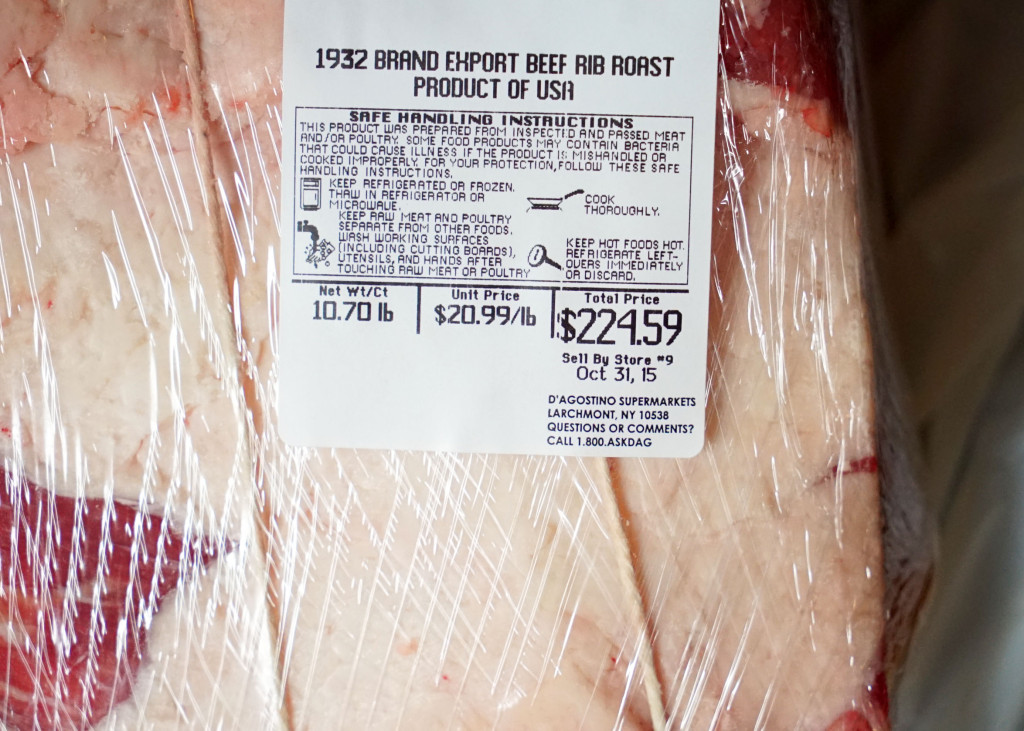 1932 BRAND EXPORT BEEF RIB ROAST
PRODUCT OF USA
SAFE HANDLING INSTRUCTIONS
THIS PRODUCT WAS PREPARED FROM INSPECTED AND PASSED MEAT
AND/OR POULTRY. SOME FOOD PRODUCTS MAY CONTAIN BACTERIA
THAT COULD CAUSE ILLNESS IF THE PRODUCT IS MISHANDLED OR
COOKED IMPROPERLY. FOR YOUR PROTECTION, FOLLOW THESE SAFE
HANDLING INSTRUCTIONS.
KEEP REFRIGERATED OR FROZEN.
THAW IN REFRIGERATOR OR
MICROWAVE.
COOK
THOROUGHLY.
KEEP RAW MEAT AND POULTRY
SEPARATE FROM OTHER FOODS.
WASH WORKING SURFACES
(INCLUDING CUTTING BOARDS),
UTENSILS, AND HANDS AFTER
TOUCHING RAW MEAT OR POULTRY
KEEP HOT FOODS HOT.
REFRIGERATE LEFT-
OVERS IMMEDIATELY
OR DISCARD.
Net Wt/Ct
10.70 lb
Unit Price
$20.99/lb
Total Price
$224.59
Sell By Store #9
Oct 31, 15
D'AGOSTINO SUPERMARKETS
LARCHMONT, NY 10538
QUESTIONS OR COMMENTS?
CALL 1.800.ASKDAG